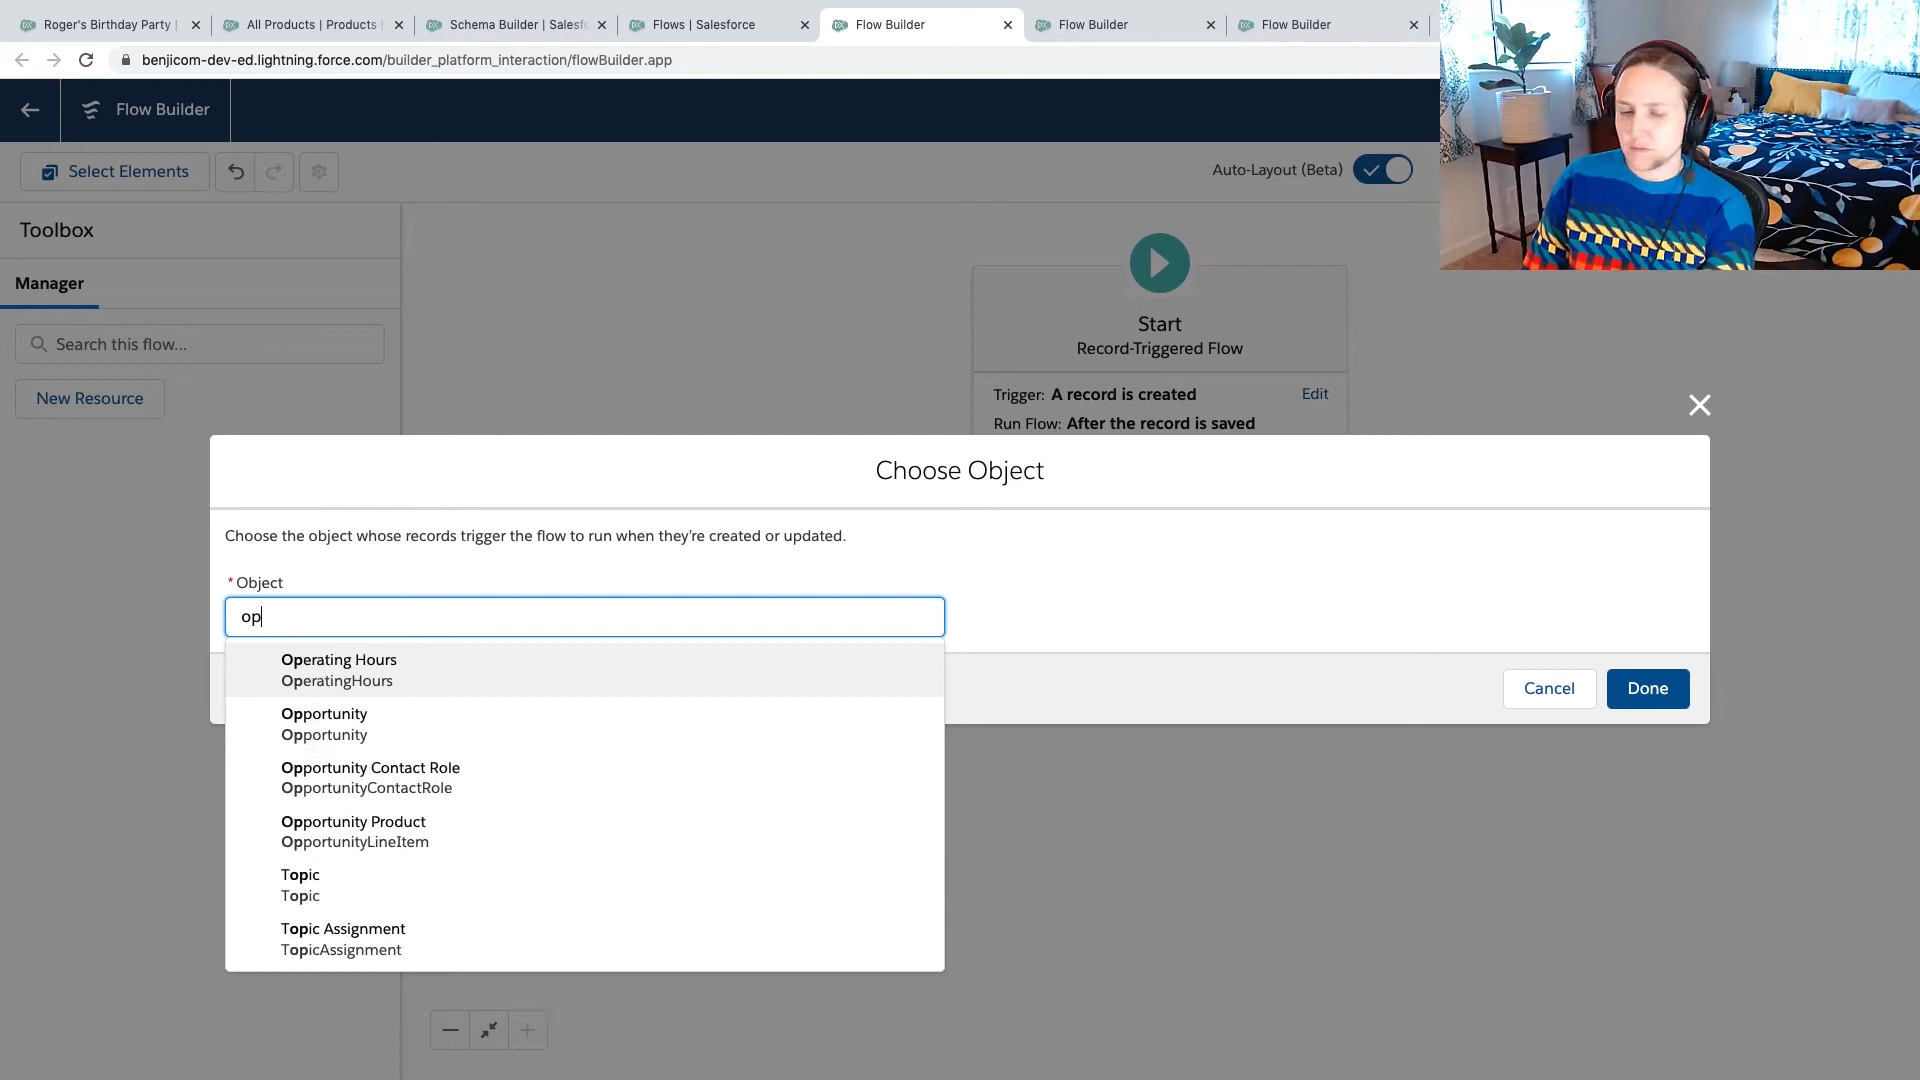 Roger's Birthday Party |
All Products | Products |
Schema Builder | Salesfo
Flows | Salesforce
Flow Builder
Flow Builder
Flow Builder
benjicom-dev-ed.lightning.force.com/builder_platform_interaction/flowBuilder.app
Flow Builder
Select Elements
Auto-Layout (Beta)
Toolbox
Manager
Search this flow...
New Resource
Start
Record-Triggered Flow
Trigger: A record is created
Edit
Run Flow: After the record is saved
Choose Object
Choose the object whose records trigger the flow to run when they're created or updated.
* Object
op
Operating Hours
OperatingHours
Opportunity
Opportunity
Opportunity Contact Role
OpportunityContactRole
Opportunity Product
OpportunityLineItem
Topic
Topic
Topic Assignment
TopicAssignment
Cancel
Done